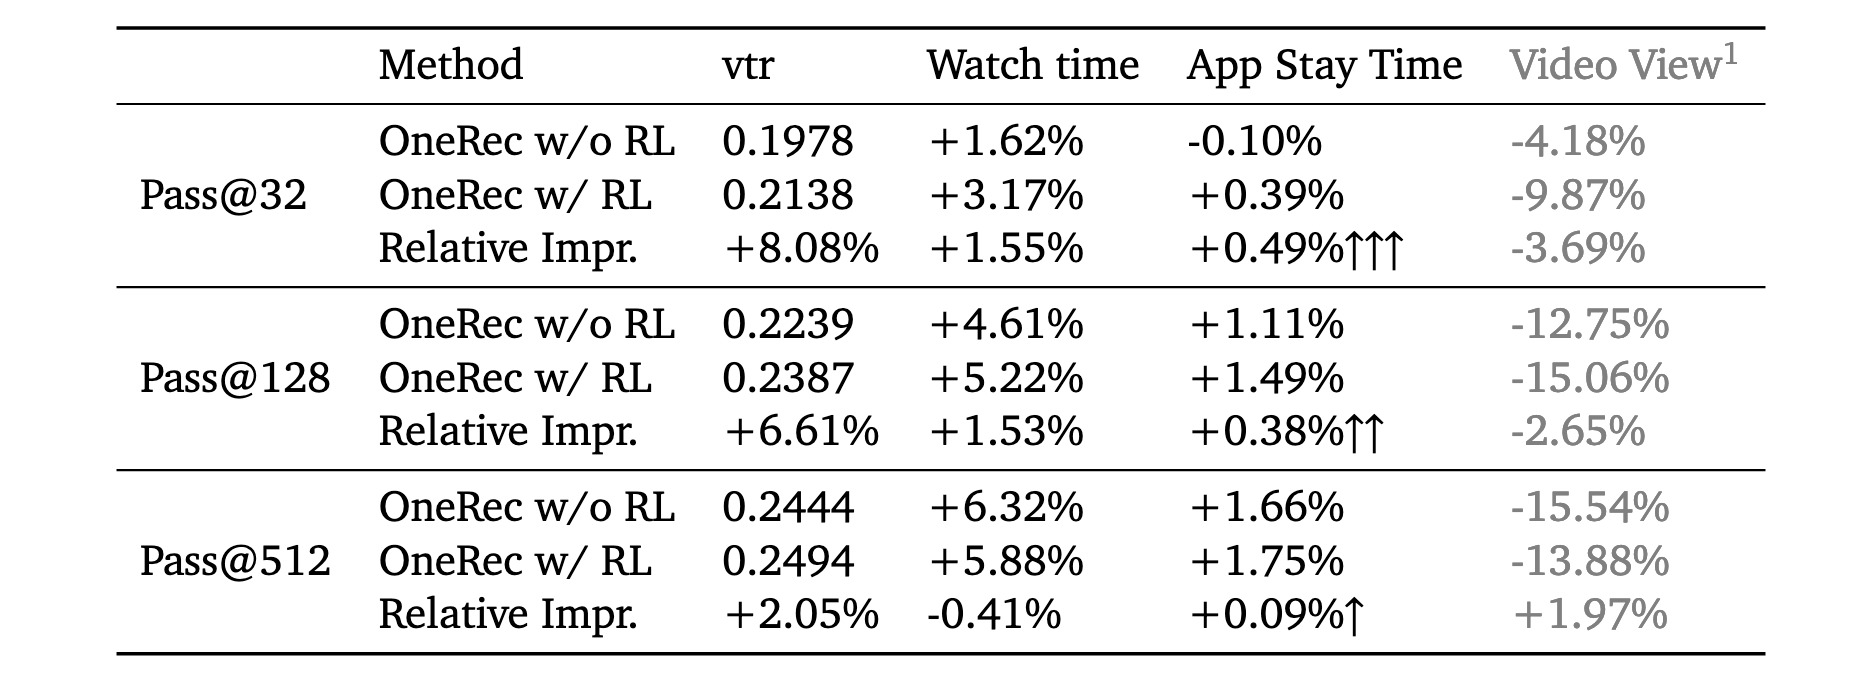 Method vtr Watch time App Stay Time Video View¹
OneRec w/o RL 0.1978 +1.62% -0.10% -4.18%
Pass@32 OneRec w/ RL 0.2138 +3.17% +0.39% -9.87%
Relative Impr. +8.08% +1.55% +0.49%↑↑↑ -3.69%
OneRec w/o RL 0.2239 +4.61% +1.11% -12.75%
Pass@128 OneRec w/ RL 0.2387 +5.22% +1.49% -15.06%
Relative Impr. +6.61% +1.53% +0.38%↑↑ -2.65%
OneRec w/o RL 0.2444 +6.32% +1.66% -15.54%
Pass@512 OneRec w/ RL 0.2494 +5.88% +1.75% -13.88%
Relative Impr. +2.05% -0.41% +0.09%↑ +1.97%